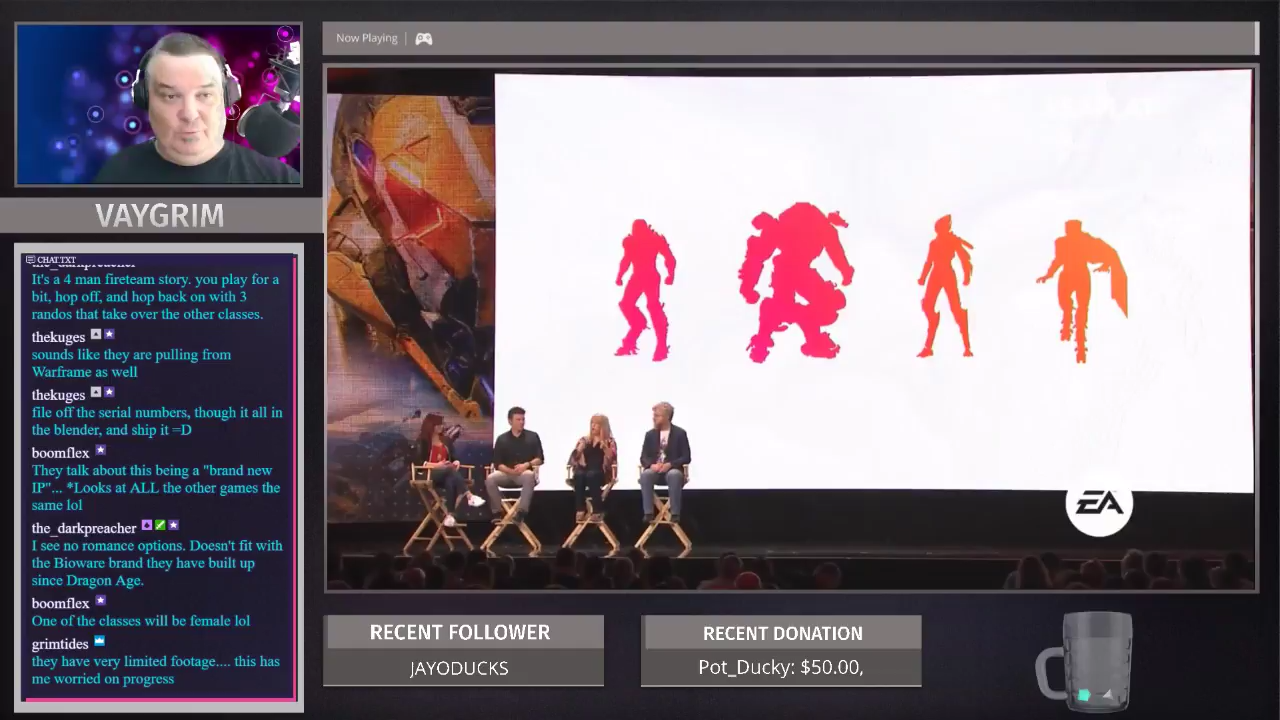 Now Playing |
VAYGRIM
CHAT.TXT
the_darkpreacher
It's a 4 man fireteam story. you play for a
bit, hop off, and hop back on with 3
randos that take over the other classes.
thekuges
sounds like they are pulling from
Warframe as well
thekuges
file off the serial numbers, though it all in
the blender, and ship it =D
boomflex
They talk about this being a "brand new
IP"... *Looks at ALL the other games the
same lol
the_darkpreacher
I see no romance options. Doesn't fit with
the Bioware brand they have built up
since Dragon Age.
boomflex
One of the classes will be female lol
grimtides
they have very limited footage.... this has
me worried on progress
EA
RECENT FOLLOWER
JAYODUCKS
RECENT DONATION
Pot_Ducky: $50.00,